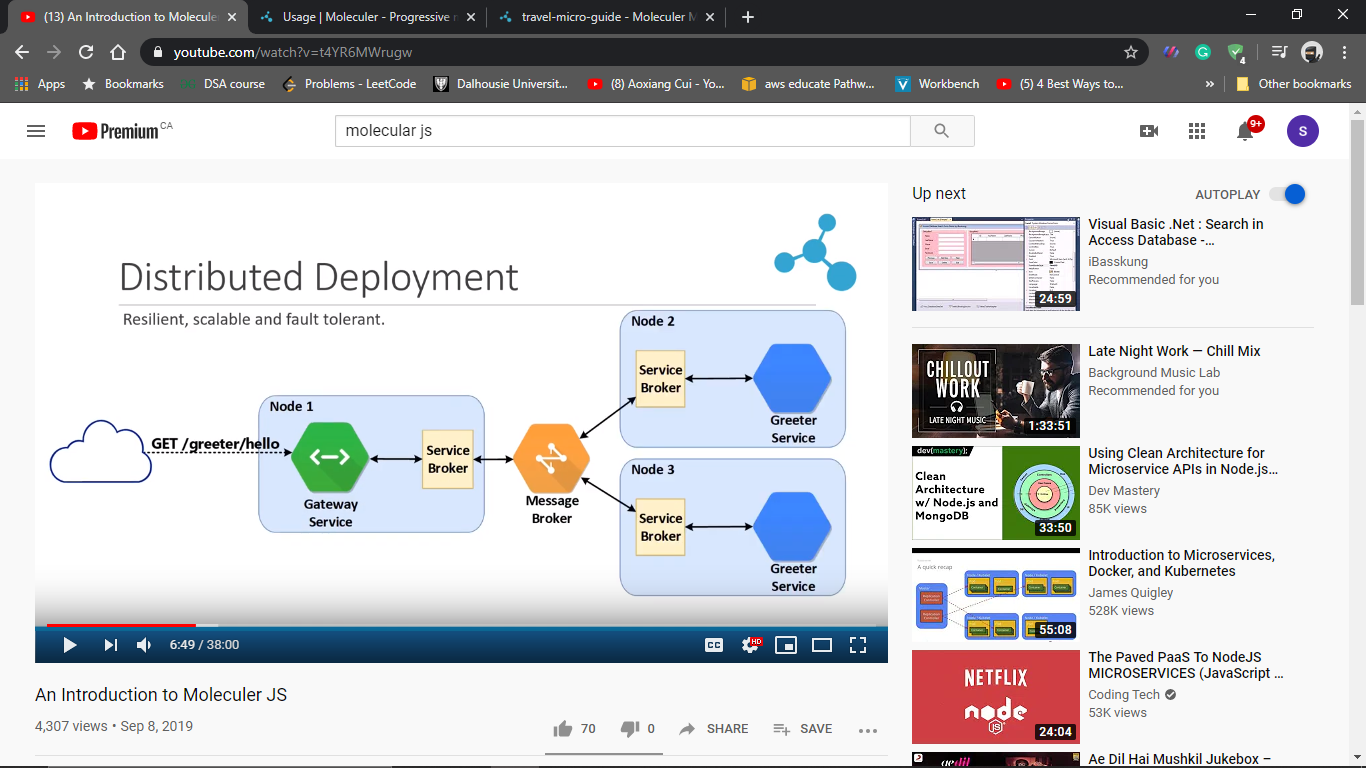 (13) An Introduction to Molecule
Usage | Moleculer - Progressive
travel-micro-guide - Moleculer M
youtube.com/watch?v=t4YR6MWrugw
4
Apps
Bookmarks
DSA course
Problems - LeetCode
Dalhousie Universit...
(8) Aoxiang Cui - Yo...
aws educate Pathw...
Workbench
(5) 4 Best Ways to...
»
Other bookmarks
Premium CA
molecular js
9+
S
Distributed Deployment
Resilient, scalable and fault tolerant.
GET /greeter/hello
Node 1
Gateway
Service
Service
Broker
Message
Broker
Node 2
Service
Broker
Greeter
Service
Node 3
Service
Broker
Greeter
Service
6:49 / 38:00
CC
HD
An Introduction to Moleculer JS
4,307 views • Sep 8, 2019
70
0
SHARE
SAVE
Up next
AUTOPLAY
24:59
Visual Basic .Net : Search in
Access Database -...
iBasskung
Recommended for you
CHILLOUT
WORK
LATE NIGHT MUSIC
1:33:51
Late Night Work — Chill Mix
Background Music Lab
Recommended for you
dev(mastery);
Clean
Architecture
w/ Node.js and
MongoDB
33:50
Using Clean Architecture for
Microservice APIs in Node.js...
Dev Mastery
85K views
A quick recap
55:08
Introduction to Microservices,
Docker, and Kubernetes
James Quigley
528K views
NETFLIX
node
JS
24:04
The Paved PaaS To NodeJS
MICROSERVICES (JavaScript ...
Coding Tech
53K views
ae dil
Ae Dil Hai Mushkil Jukebox –